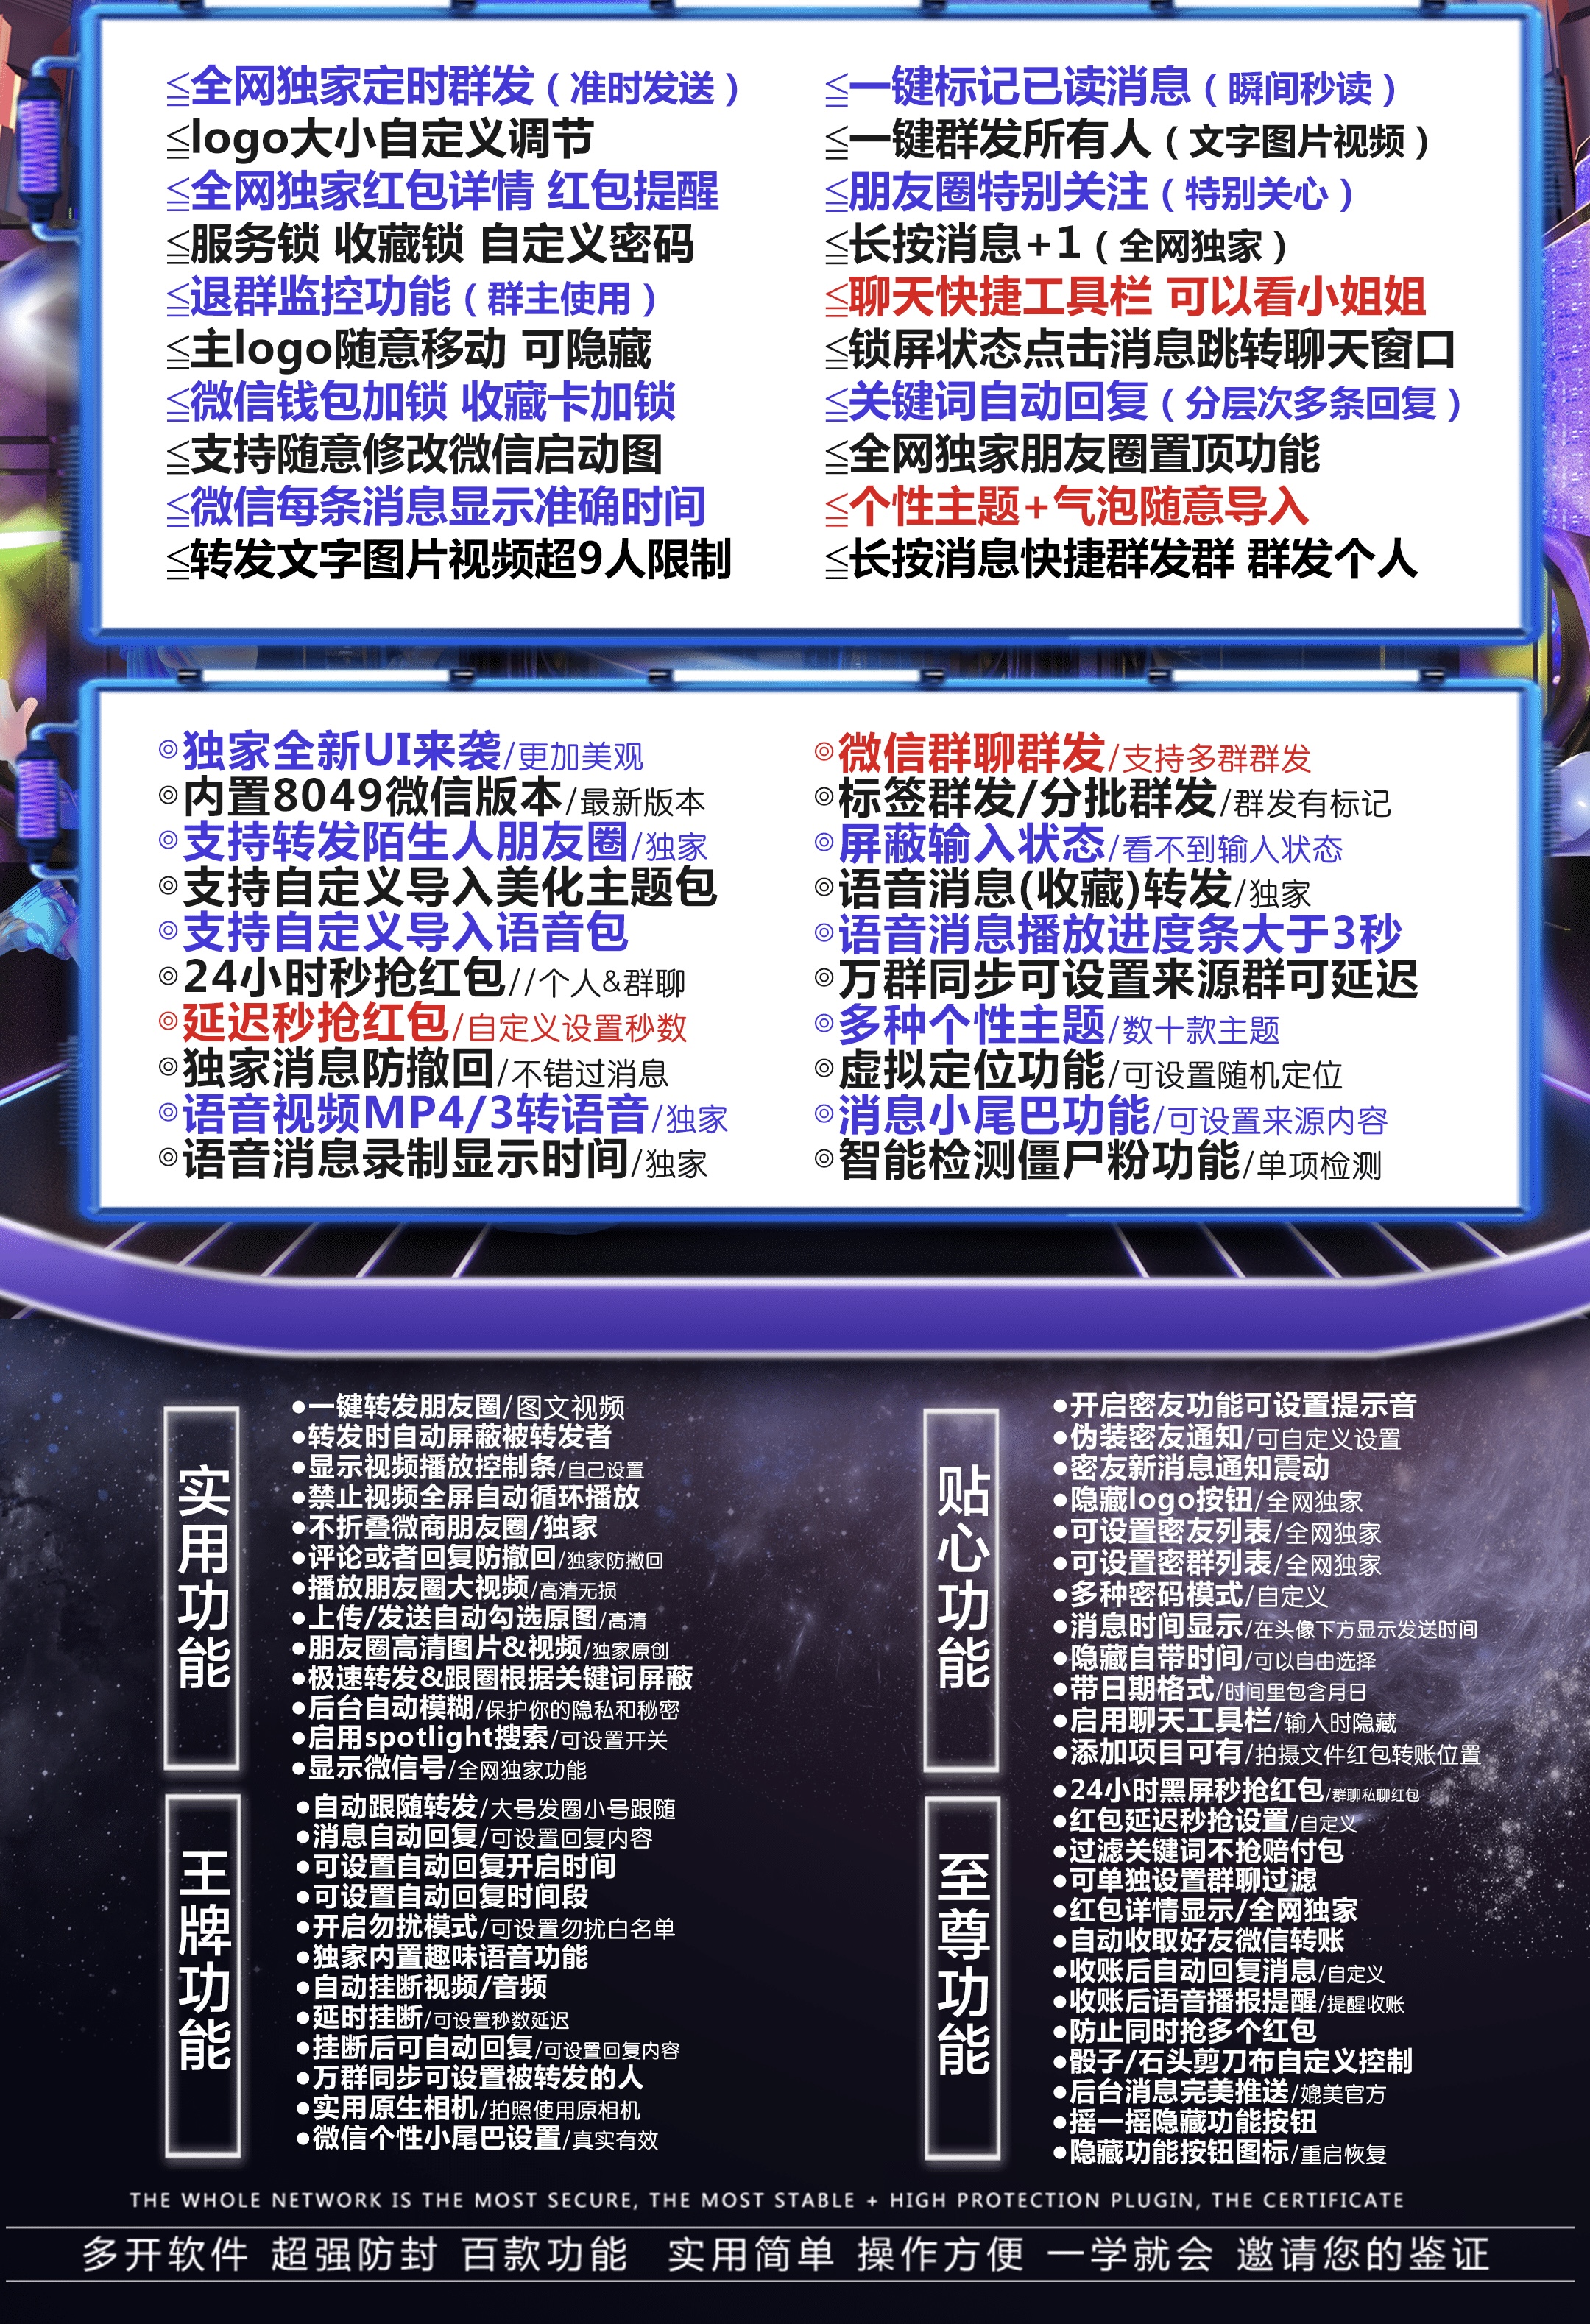 ≦全网独家定时群发（准时发送）
≦logo大小自定义调节
≦全网独家红包详情 红包提醒
≦服务锁 收藏锁 自定义密码
≦退群监控功能（群主使用）
≦主logo随意移动 可隐藏
≦微信钱包加锁 收藏卡加锁
≦支持随意修改微信启动图
≦微信每条消息显示准确时间
≦转发文字图片视频超9人限制
≦一键标记已读消息（瞬间秒读）
≦一键群发所有人（文字图片视频）
≦朋友圈特别关注（特别关心）
≦长按消息+1（全网独家）
≦聊天快捷工具栏 可以看小姐姐
≦锁屏状态点击消息跳转聊天窗口
≦关键词自动回复（分层次多条回复）
≦全网独家朋友圈置顶功能
≦个性主题+气泡随意导入
≦长按消息快捷群发群 群发个人
◎独家全新UI来袭/更加美观
◎内置8049微信版本/最新版本
◎支持转发陌生人朋友圈/独家
◎支持自定义导入美化主题包
◎支持自定义导入语音包
◎24小时秒抢红包//个人&群聊
◎延迟秒抢红包/自定义设置秒数
◎独家消息防撤回/不错过消息
◎语音视频MP4/3转语音/独家
◎语音消息录制显示时间/独家
◎微信群聊群发/支持多群群发
◎标签群发/分批群发/群发有标记
◎屏蔽输入状态/看不到输入状态
◎语音消息(收藏)转发/独家
◎语音消息播放进度条大于3秒
◎万群同步可设置来源群可延迟
◎多种个性主题/数十款主题
◎虚拟定位功能/可设置随机定位
◎消息小尾巴功能/可设置来源内容
◎智能检测僵尸粉功能/单项检测
实用功能
●一键转发朋友圈/图文视频
●转发时自动屏蔽被转发者
●显示视频播放控制条/自己设置
●禁止视频全屏自动循环播放
●不折叠微商朋友圈/独家
●评论或者回复防撤回/独家防撤回
●播放朋友圈大视频/高清无损
●上传/发送自动勾选原图/高清
●朋友圈高清图片&视频/独家原创
●极速转发&跟圈根据关键词屏蔽
●后台自动模糊/保护你的隐私和秘密
●启用spotlight搜索/可设置开关
●显示微信号/全网独家功能
贴心功能
●开启密友功能可设置提示音
●伪装密友通知/可自定义设置
●密友新消息通知震动
●隐藏logo按钮/全网独家
●可设置密友列表/全网独家
●可设置密群列表/全网独家
●多种密码模式/自定义
●消息时间显示/在头像下方显示发送时间
●隐藏自带时间/可以自由选择
●带日期格式/时间里包含月日
●启用聊天工具栏/输入时隐藏
●添加项目可有/拍摄文件红包转账位置
王牌功能
●自动跟随转发/大号发圈小号跟随
●消息自动回复/可设置回复内容
●可设置自动回复开启时间
●可设置自动回复时间段
●开启勿扰模式/可设置勿扰白名单
●独家内置趣味语音功能
●自动挂断视频/音频
●延时挂断/可设置秒数延迟
●挂断后可自动回复/可设置回复内容
●万群同步可设置被转发的人
●实用原生相机/拍照使用原相机
●微信个性小尾巴设置/真实有效
至尊功能
●24小时黑屏秒抢红包/群聊私聊红包
●红包延迟秒抢设置/自定义
●过滤关键词不抢赔付包
●可单独设置群聊过滤
●红包详情显示/全网独家
●自动收取好友微信转账
●收账后自动回复消息/自定义
●收账后语音播报提醒/提醒收账
●防止同时抢多个红包
●骰子/石头剪刀布自定义控制
●后台消息完美推送/媲美官方
●摇一摇隐藏功能按钮
●隐藏功能按钮图标/重启恢复
THE WHOLE NETWORK IS THE MOST SECURE, THE MOST STABLE + HIGH PROTECTION PLUGIN, THE CERTIFICATE
多开软件 超强防封 百款功能 实用简单 操作方便 一学就会 邀请您的鉴证